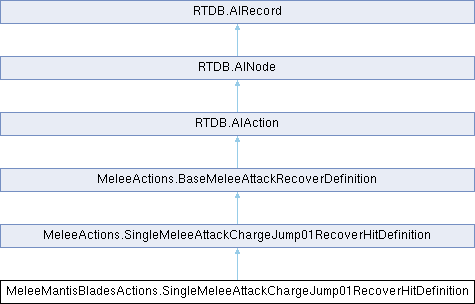 RTDB.AIRecord
RTDB.AINode
RTDB.AIAction
MeleeActions.BaseMeleeAttackRecoverDefinition
MeleeActions.SingleMeleeAttackChargeJump01RecoverHitDefinition
MeleeMantisBladesActions.SingleMeleeAttackChargeJump01RecoverHitDefinition